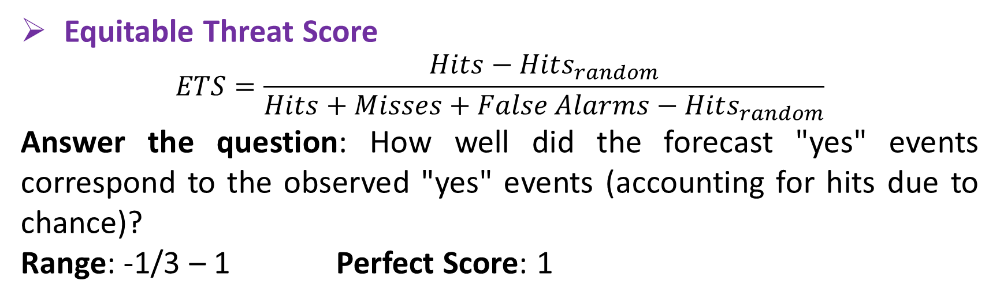 ➢ Equitable Threat Score
ETS = \frac{Hits − Hits_{random}}{Hits + Misses + False Alarms − Hits_{random}}
Answer the question: How well did the forecast "yes" events
correspond to the observed "yes" events (accounting for hits due to
chance)?
Range: -1/3 – 1 Perfect Score: 1